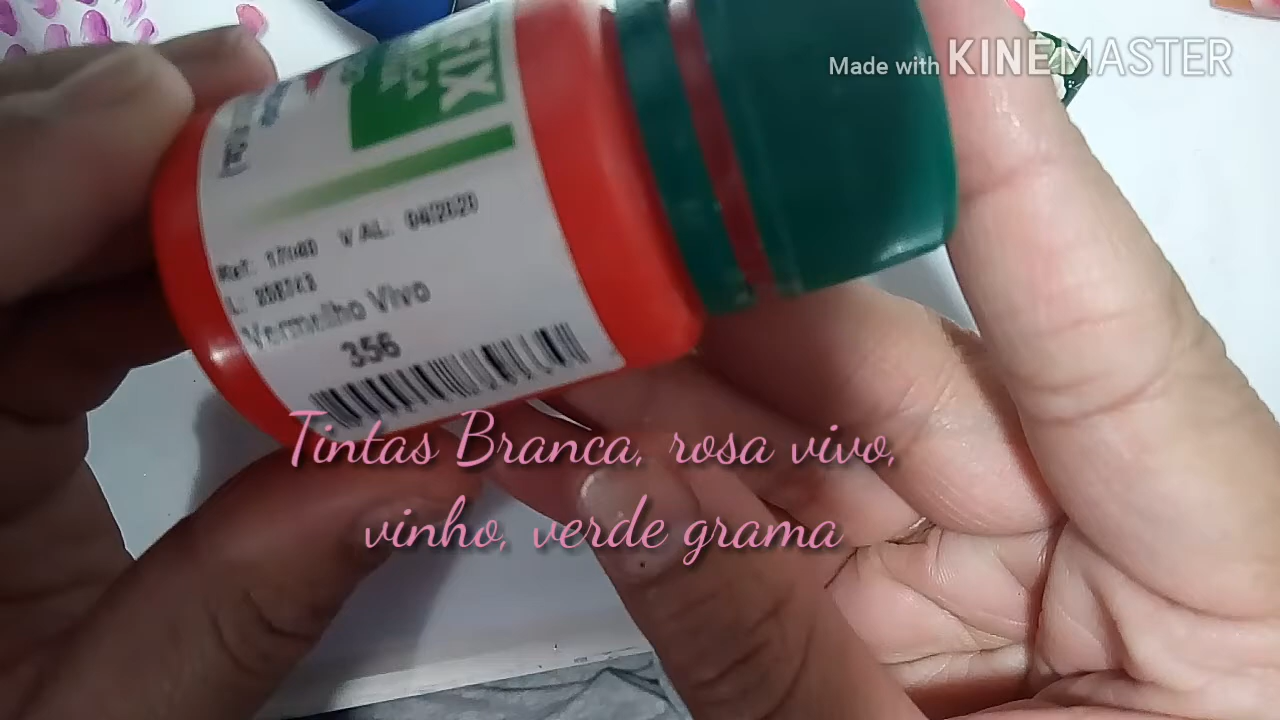 Made with KINEMASTER
FIX
Ref. 17040 VAL. 04/2020
L:
Vermelho Vivo
356
Tintas Branca, rosa vivo,
vinho, verde grama